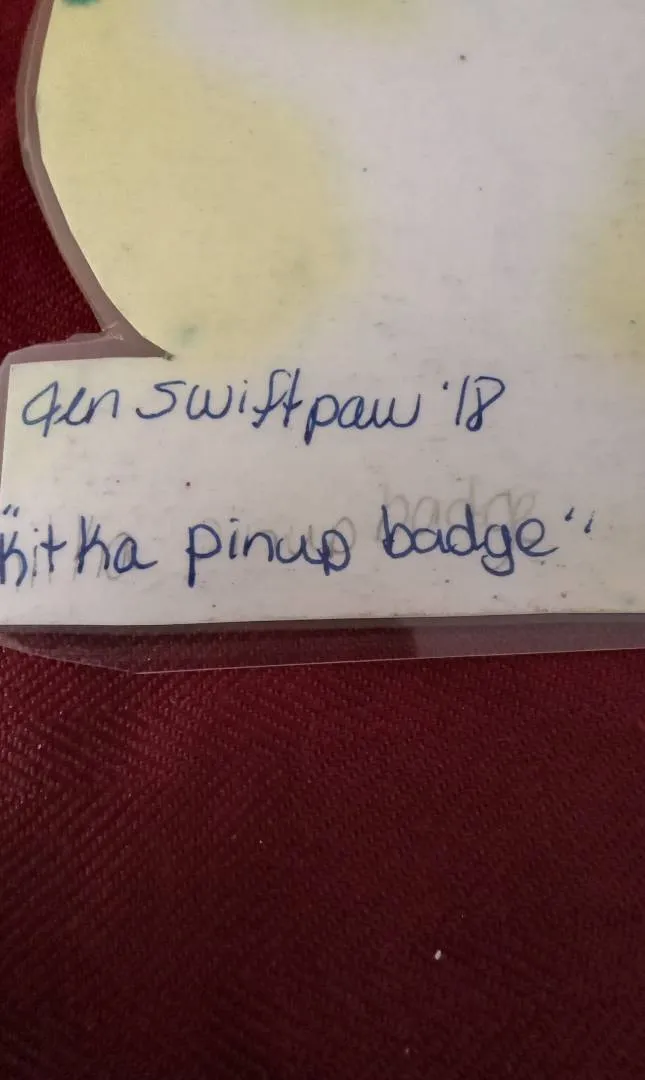 Jen Swiftpaw '18
"Kitka pinup badge"